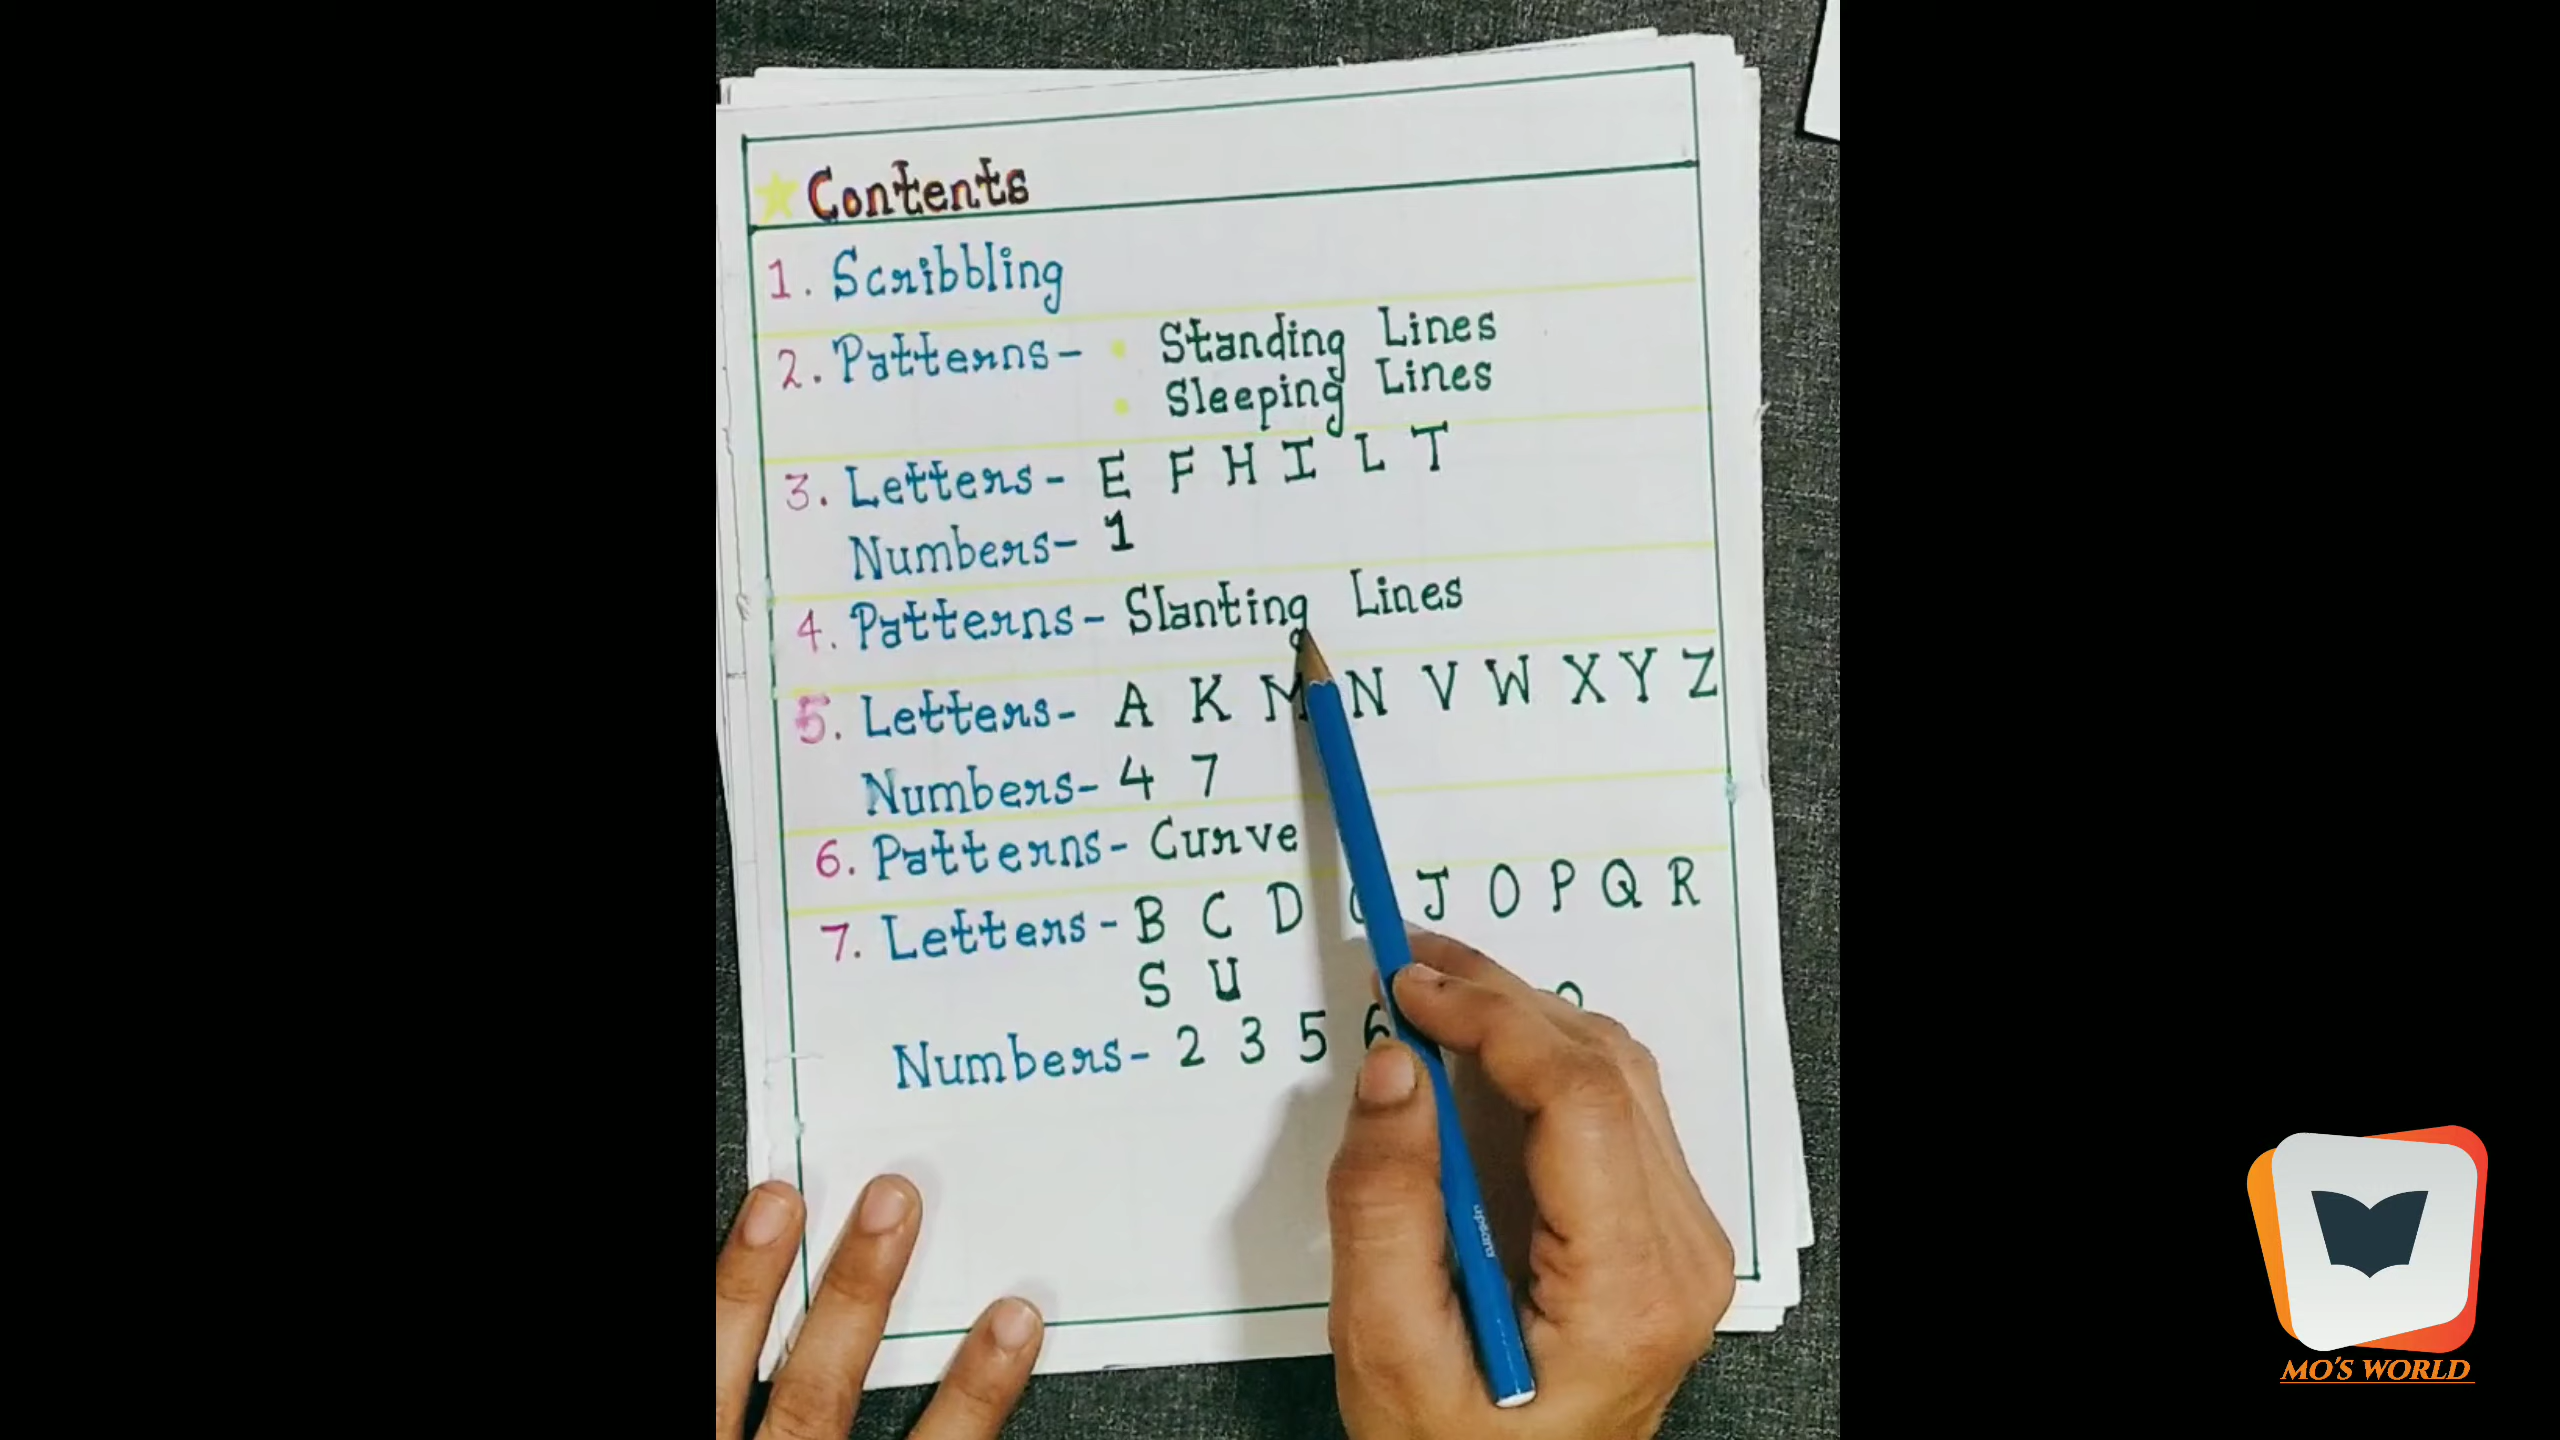 Contents
1. Scribbling
2. Patterns - • Standing Lines
• Sleeping Lines
3. Letters - E F H I L T
Numbers - 1
4. Patterns - Slanting Lines
5. Letters - A K M N V W X Y Z
Numbers - 4 7
6. Patterns - Curve
7. Letters - B C D J O P Q R
S U
Numbers - 2 3 5 6
MO'S WORLD